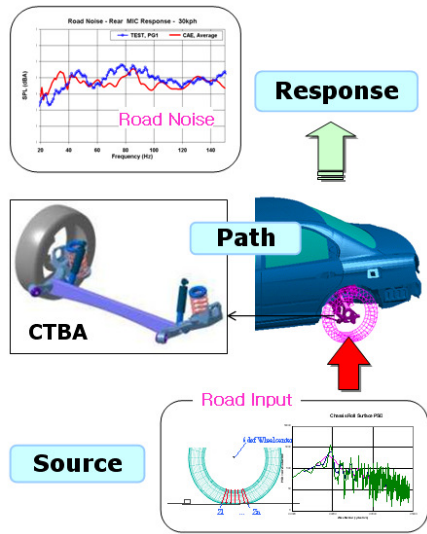 Road Noise - Rear MIC Response - 30kph
TEST, PG1
CAE, Average
SPL (dBA)
Road Noise
20
40
60
80
100
120
140
Frequency (Hz)
Response
Path
CTBA
Road Input
Source